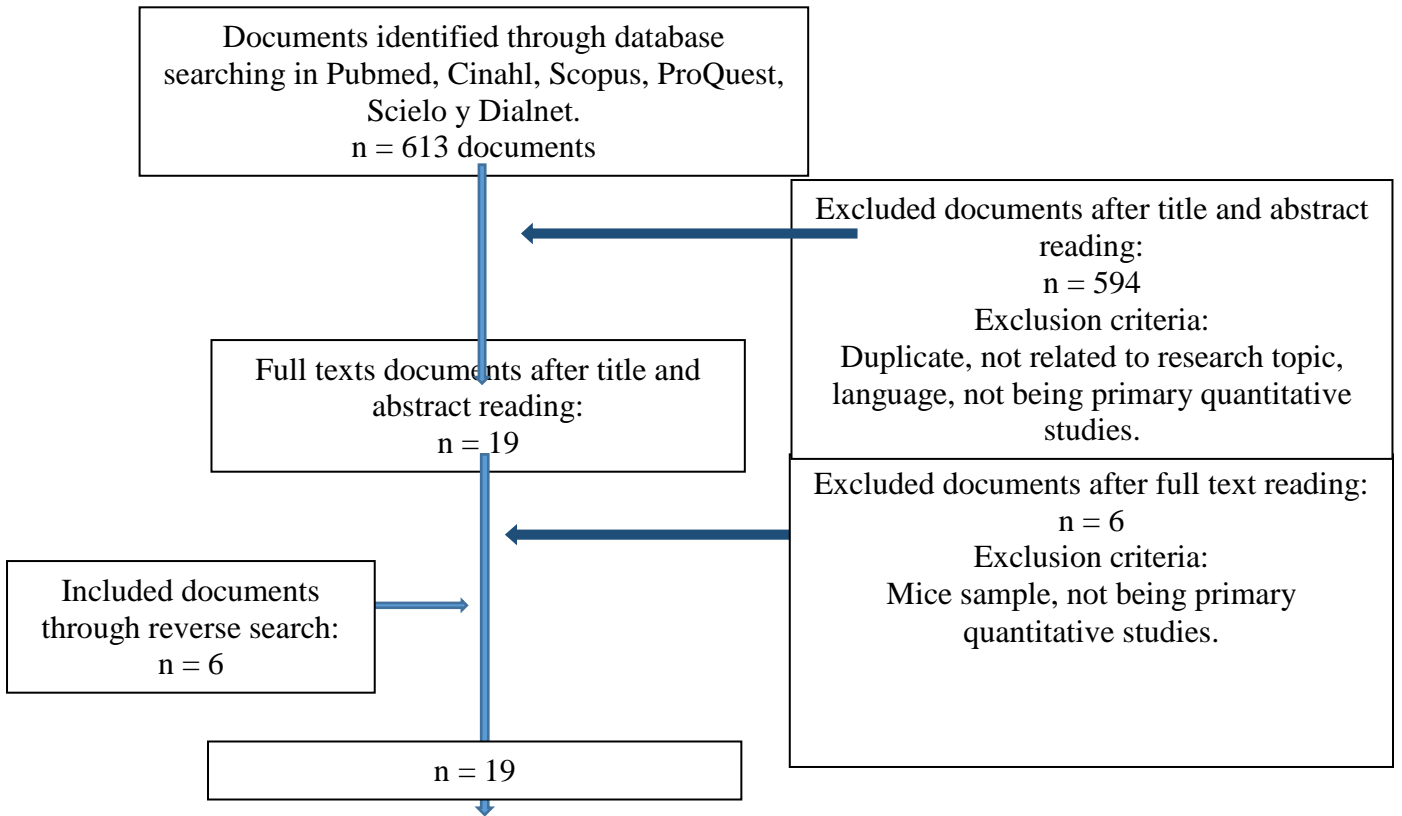 Documents identified through database
searching in Pubmed, Cinahl, Scopus, ProQuest,
Scielo y Dialnet.
n = 613 documents
Excluded documents after title and abstract
reading:
n = 594
Exclusion criteria:
Duplicate, not related to research topic,
language, not being primary quantitative
studies.
Full texts documents after title and
abstract reading:
n = 19
Excluded documents after full text reading:
n = 6
Exclusion criteria:
Mice sample, not being primary
quantitative studies.
Included documents
through reverse search:
n = 6
n = 19